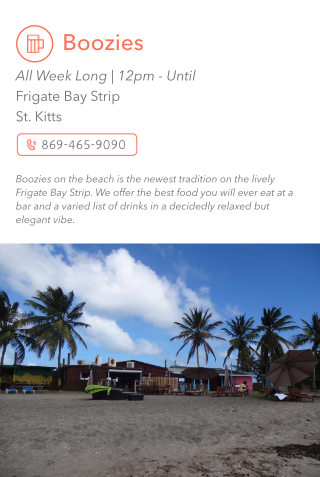 Boozies
All Week Long | 12pm - Until
Frigate Bay Strip
St. Kitts
869-465-9090
Boozies on the beach is the newest tradition on the lively
Frigate Bay Strip. We offer the best food you will ever eat at a
bar and a varied list of drinks in a decidedly relaxed but
elegant vibe.